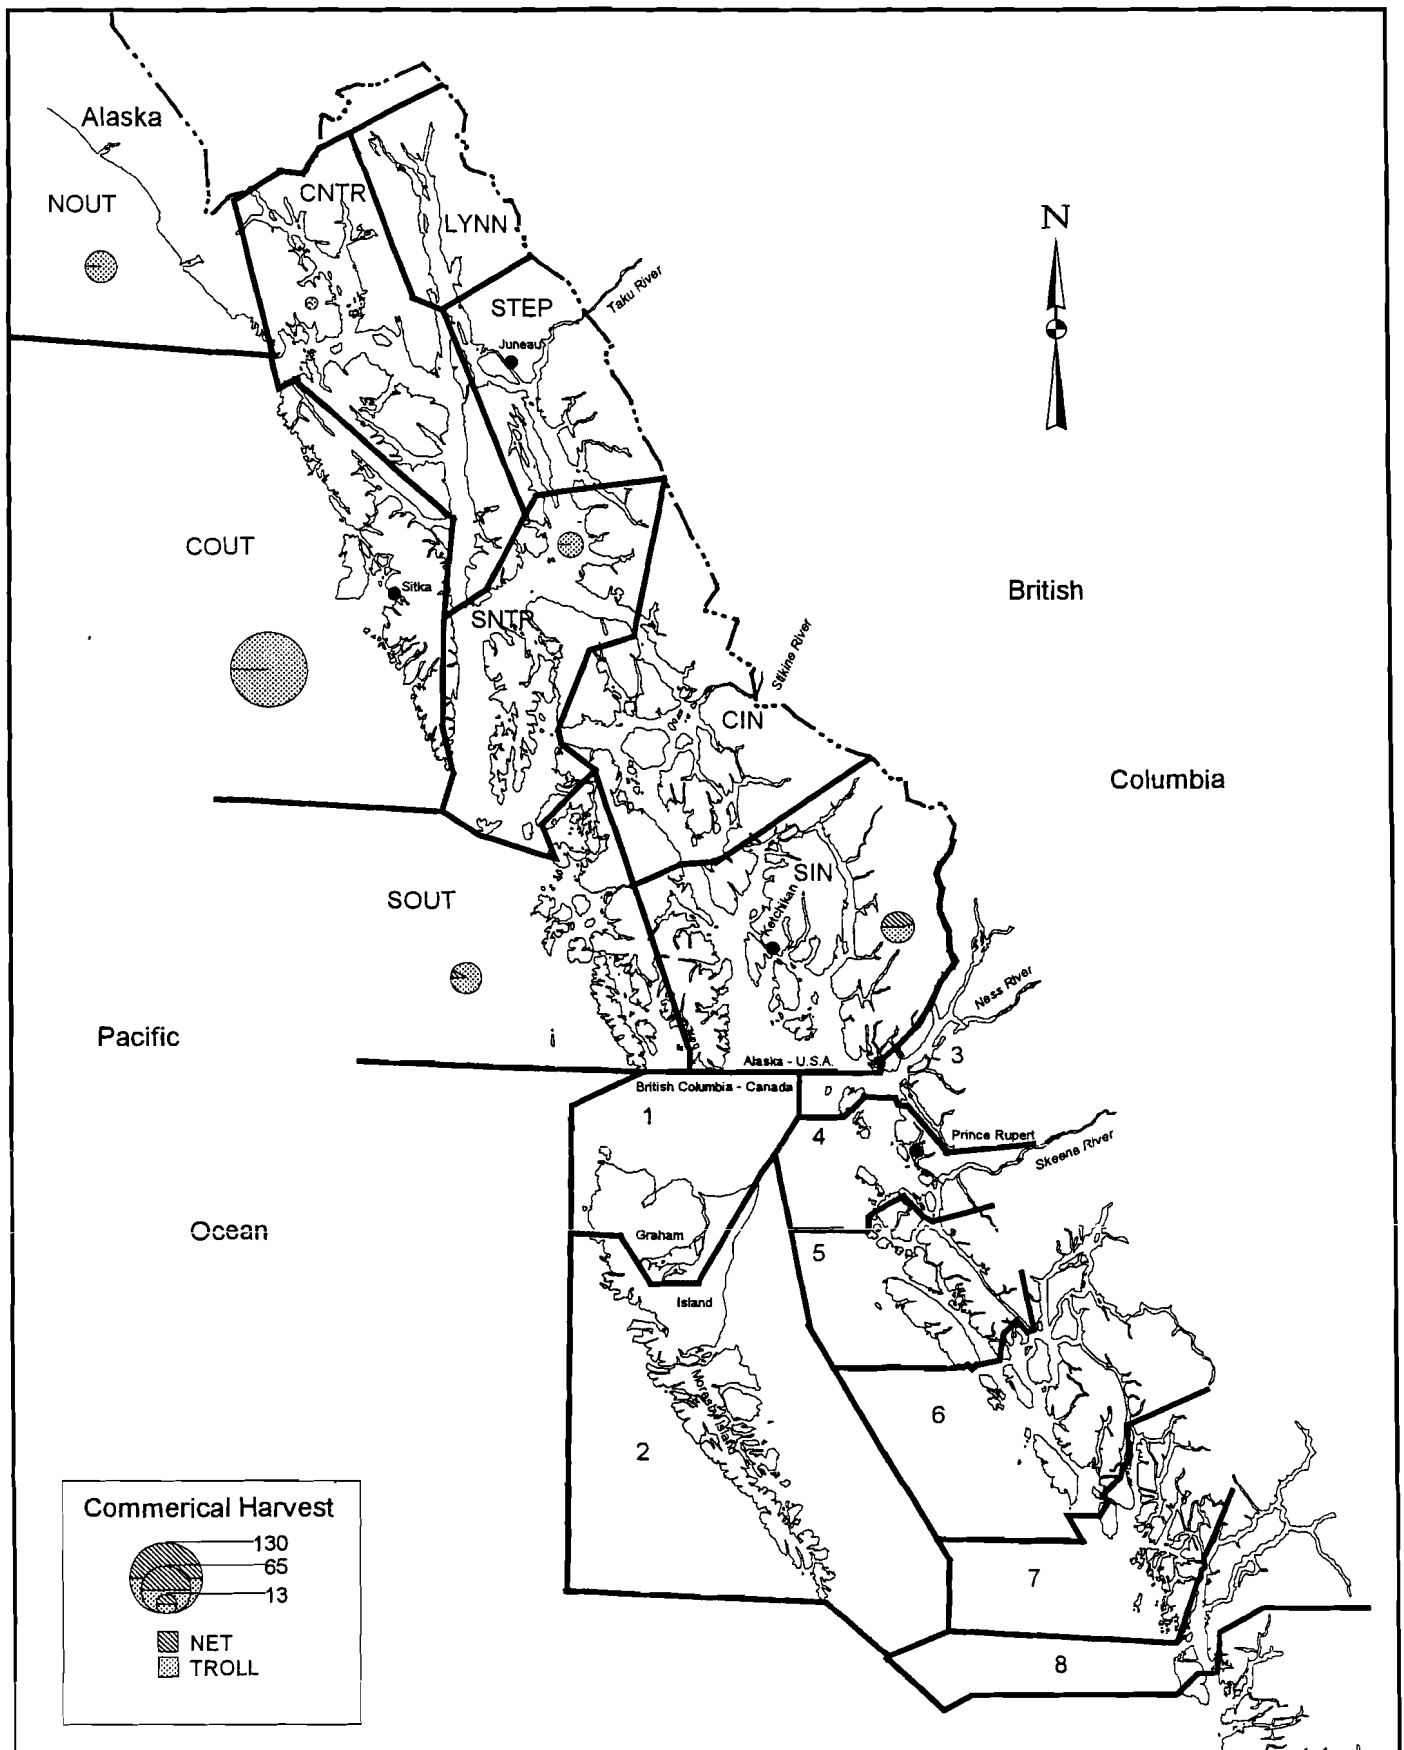 Alaska
CNTR
NOUT
LYNN
N
STEP
Taku River
Juneau
COUT
British
Sitka
SNTR
Stikine River
CIN
Columbia
SIN
SOUT
Ketchikan
Ness River
Pacific
i
3
Alaska - U.S.A.
British Columbia - Canada
1
4
Prince Rupert
Skeena River
Ocean
Graham
5
Island
Moresby Island
6
2
Commerical Harvest
130
65
13
7
NET
TROLL
8